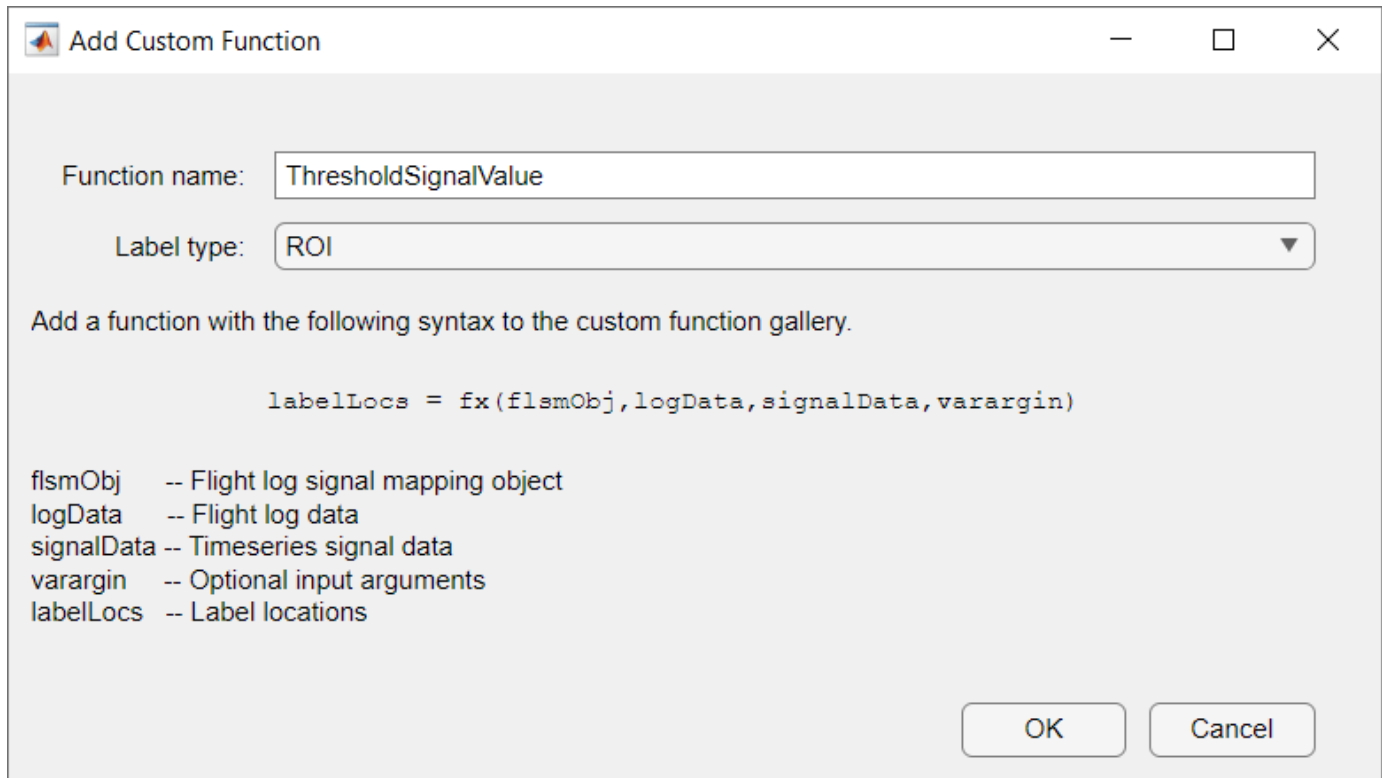 Add Custom Function
Function name: ThresholdSignalValue
Label type: ROI
Add a function with the following syntax to the custom function gallery.
labelLocs = fx(flsmObj,logData,signalData,varargin)
flsmObj -- Flight log signal mapping object
logData -- Flight log data
signalData -- Timeseries signal data
varargin -- Optional input arguments
labelLocs -- Label locations
OK Cancel